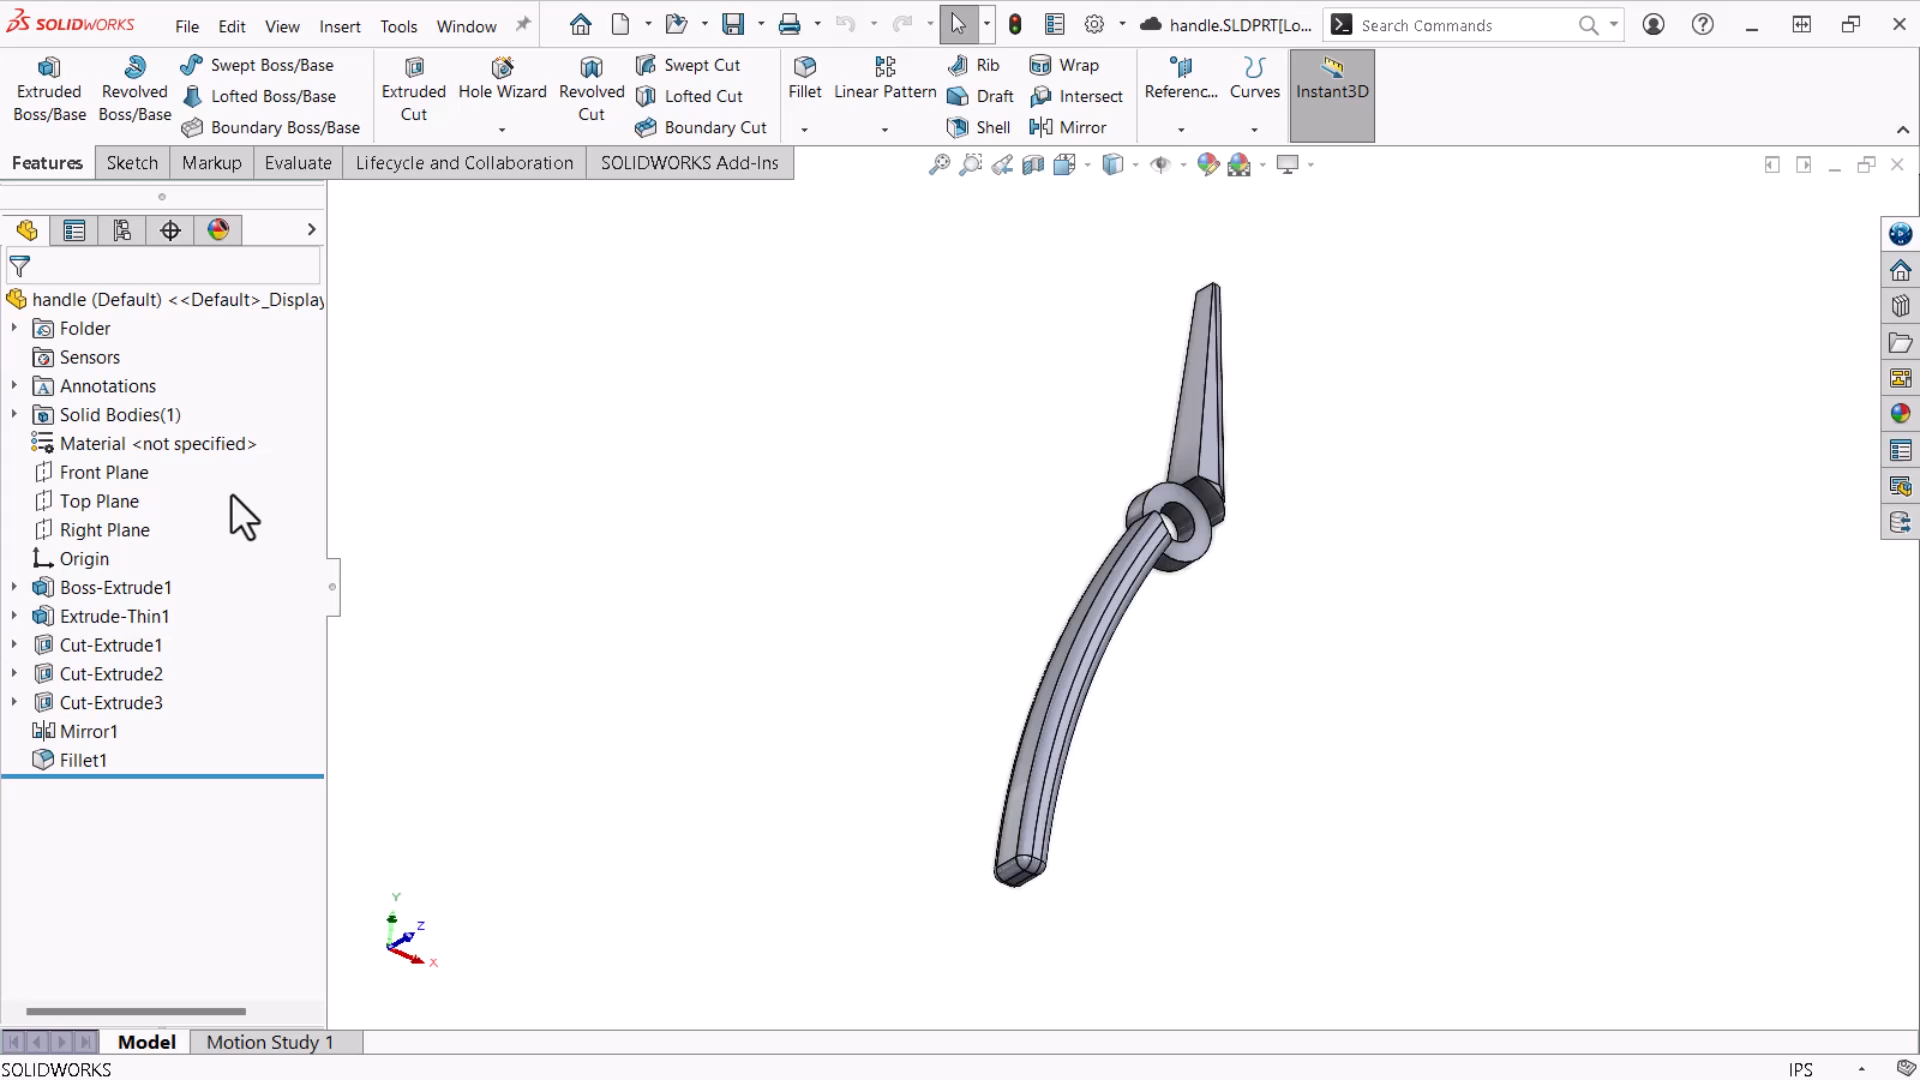 SOLIDWORKS
File Edit View Insert Tools Window
handle.SLDPRT[Lo...
Search Commands
Extruded Boss/Base
Revolved Boss/Base
Swept Boss/Base
Lofted Boss/Base
Boundary Boss/Base
Extruded Cut
Hole Wizard
Revolved Cut
Swept Cut
Lofted Cut
Boundary Cut
Fillet
Linear Pattern
Rib
Draft
Shell
Wrap
Intersect
Mirror
Referenc...
Curves
Instant3D
Features Sketch Markup Evaluate Lifecycle and Collaboration SOLIDWORKS Add-Ins
handle (Default) <<Default>_Display
Folder
Sensors
Annotations
Solid Bodies(1)
Material <not specified>
Front Plane
Top Plane
Right Plane
Origin
Boss-Extrude1
Extrude-Thin1
Cut-Extrude1
Cut-Extrude2
Cut-Extrude3
Mirror1
Fillet1
Y
Z
X
Model Motion Study 1
SOLIDWORKS
IPS